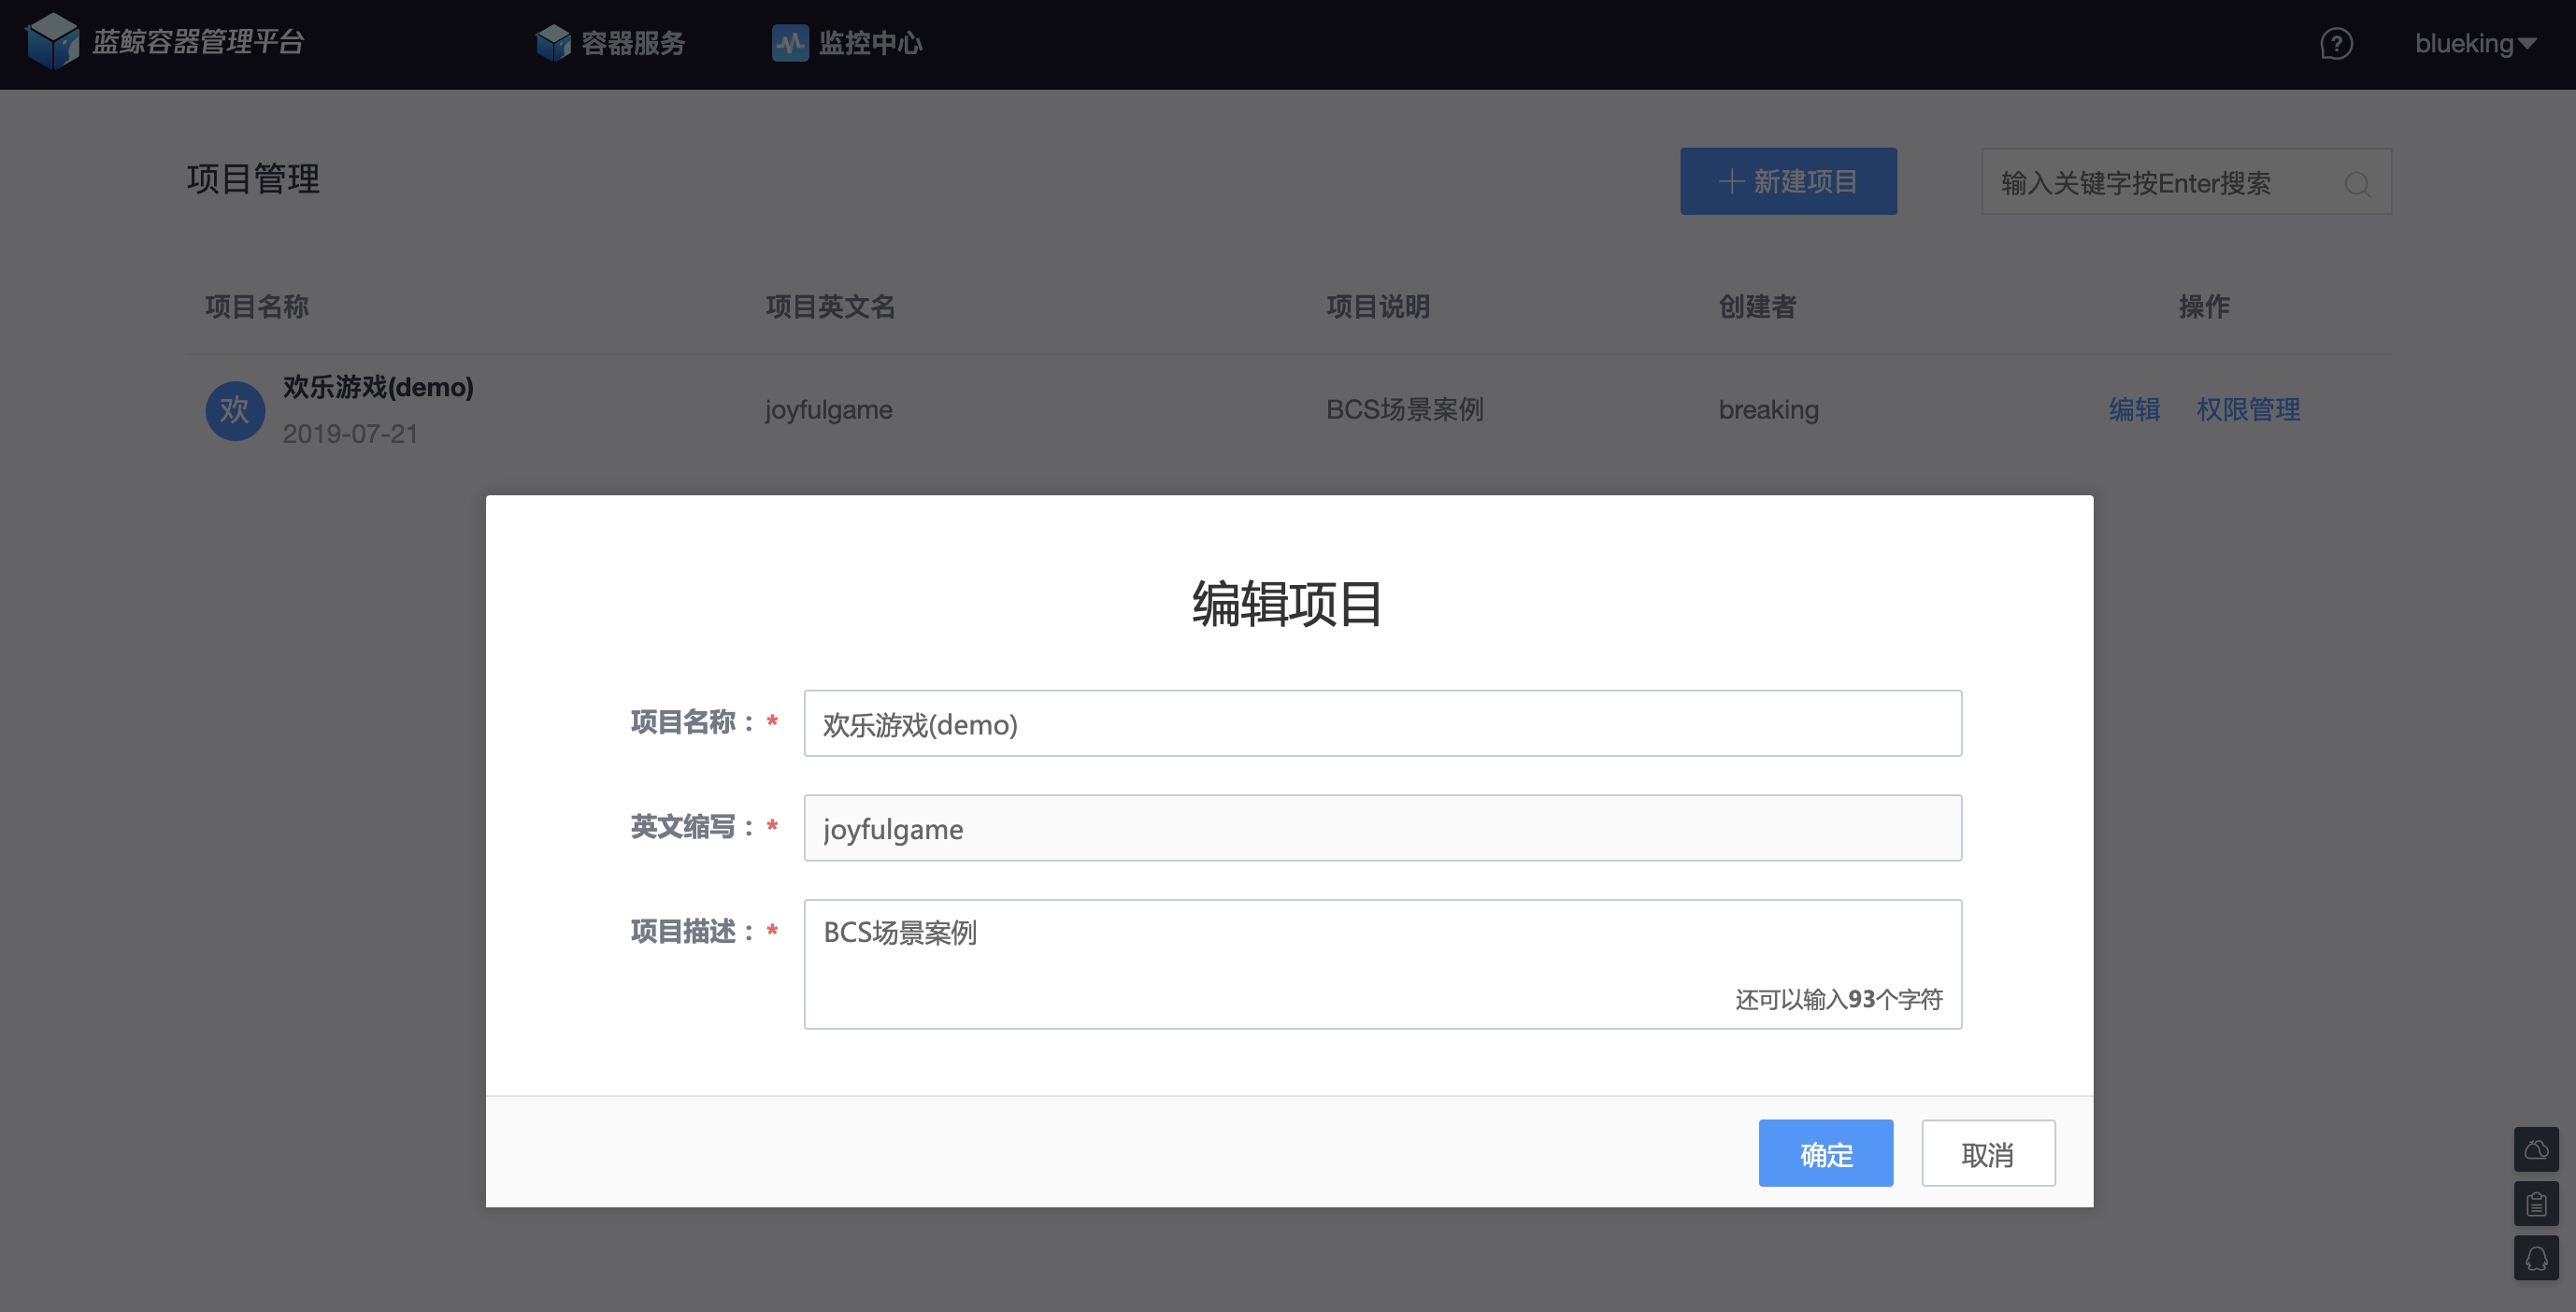 蓝鲸容器管理平台 容器服务 监控中心 blueking
项目管理 新建项目 输入关键字按Enter搜索
项目名称 项目英文名 项目说明 创建者 操作
欢 欢乐游戏(demo) joyfulgame BCS场景案例 breaking 编辑 权限管理
2019-07-21
编辑项目
项目名称：* 欢乐游戏(demo)
英文缩写：* joyfulgame
项目描述：* BCS场景案例
还可以输入93个字符
确定 取消